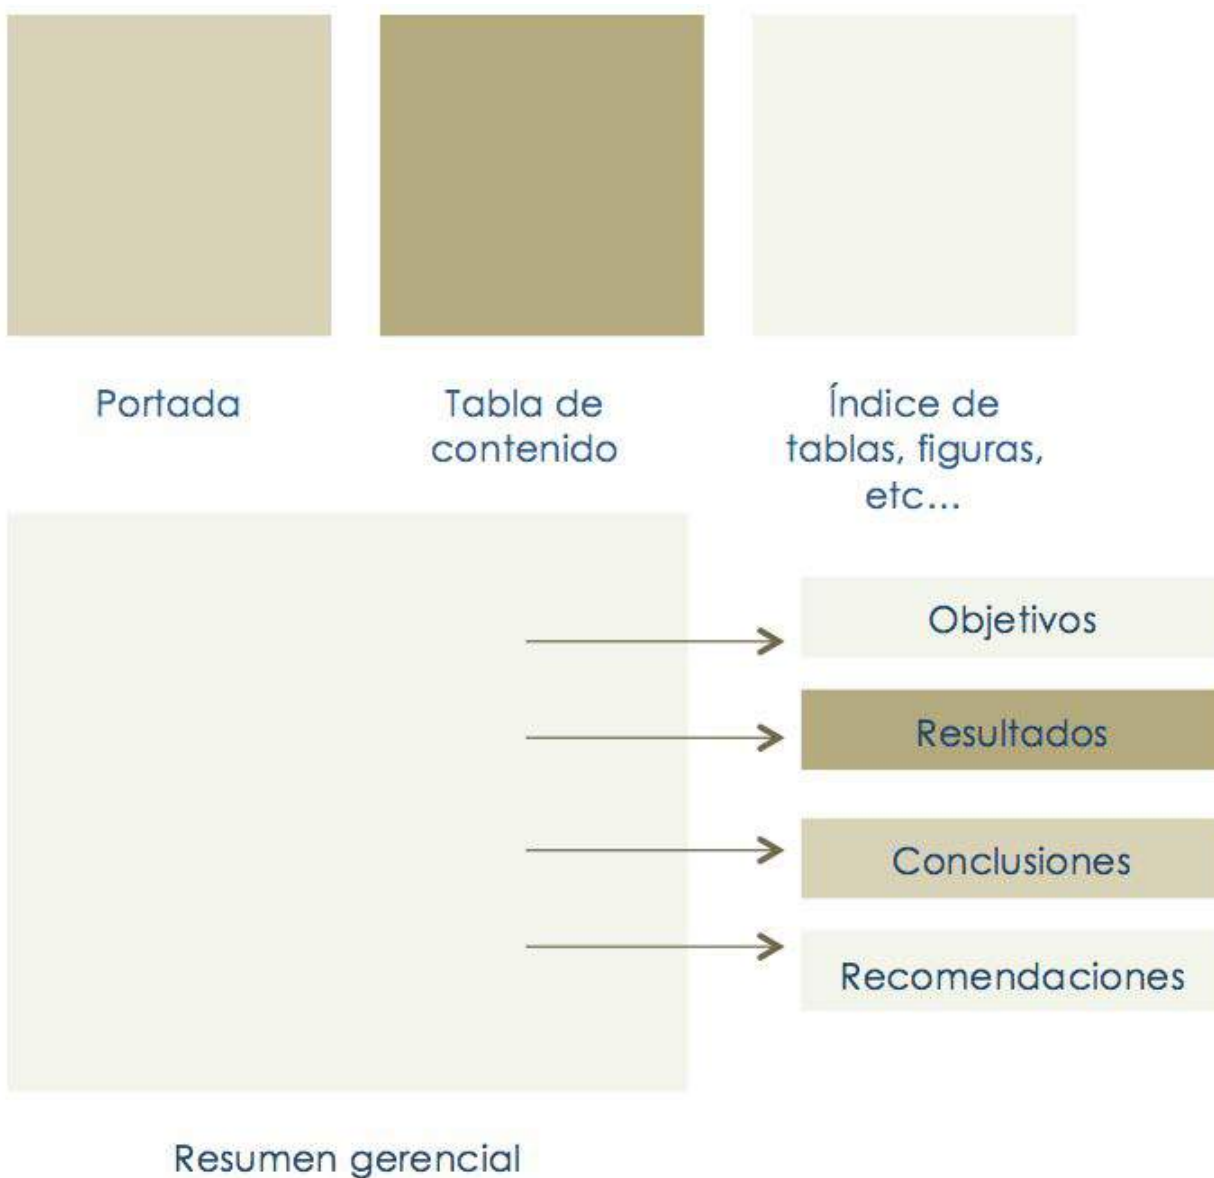 Portada
Tabla de
contenido
Índice de
tablas, figuras,
etc...
Objetivos
Resultados
Conclusiones
Recomendaciones
Resumen gerencial